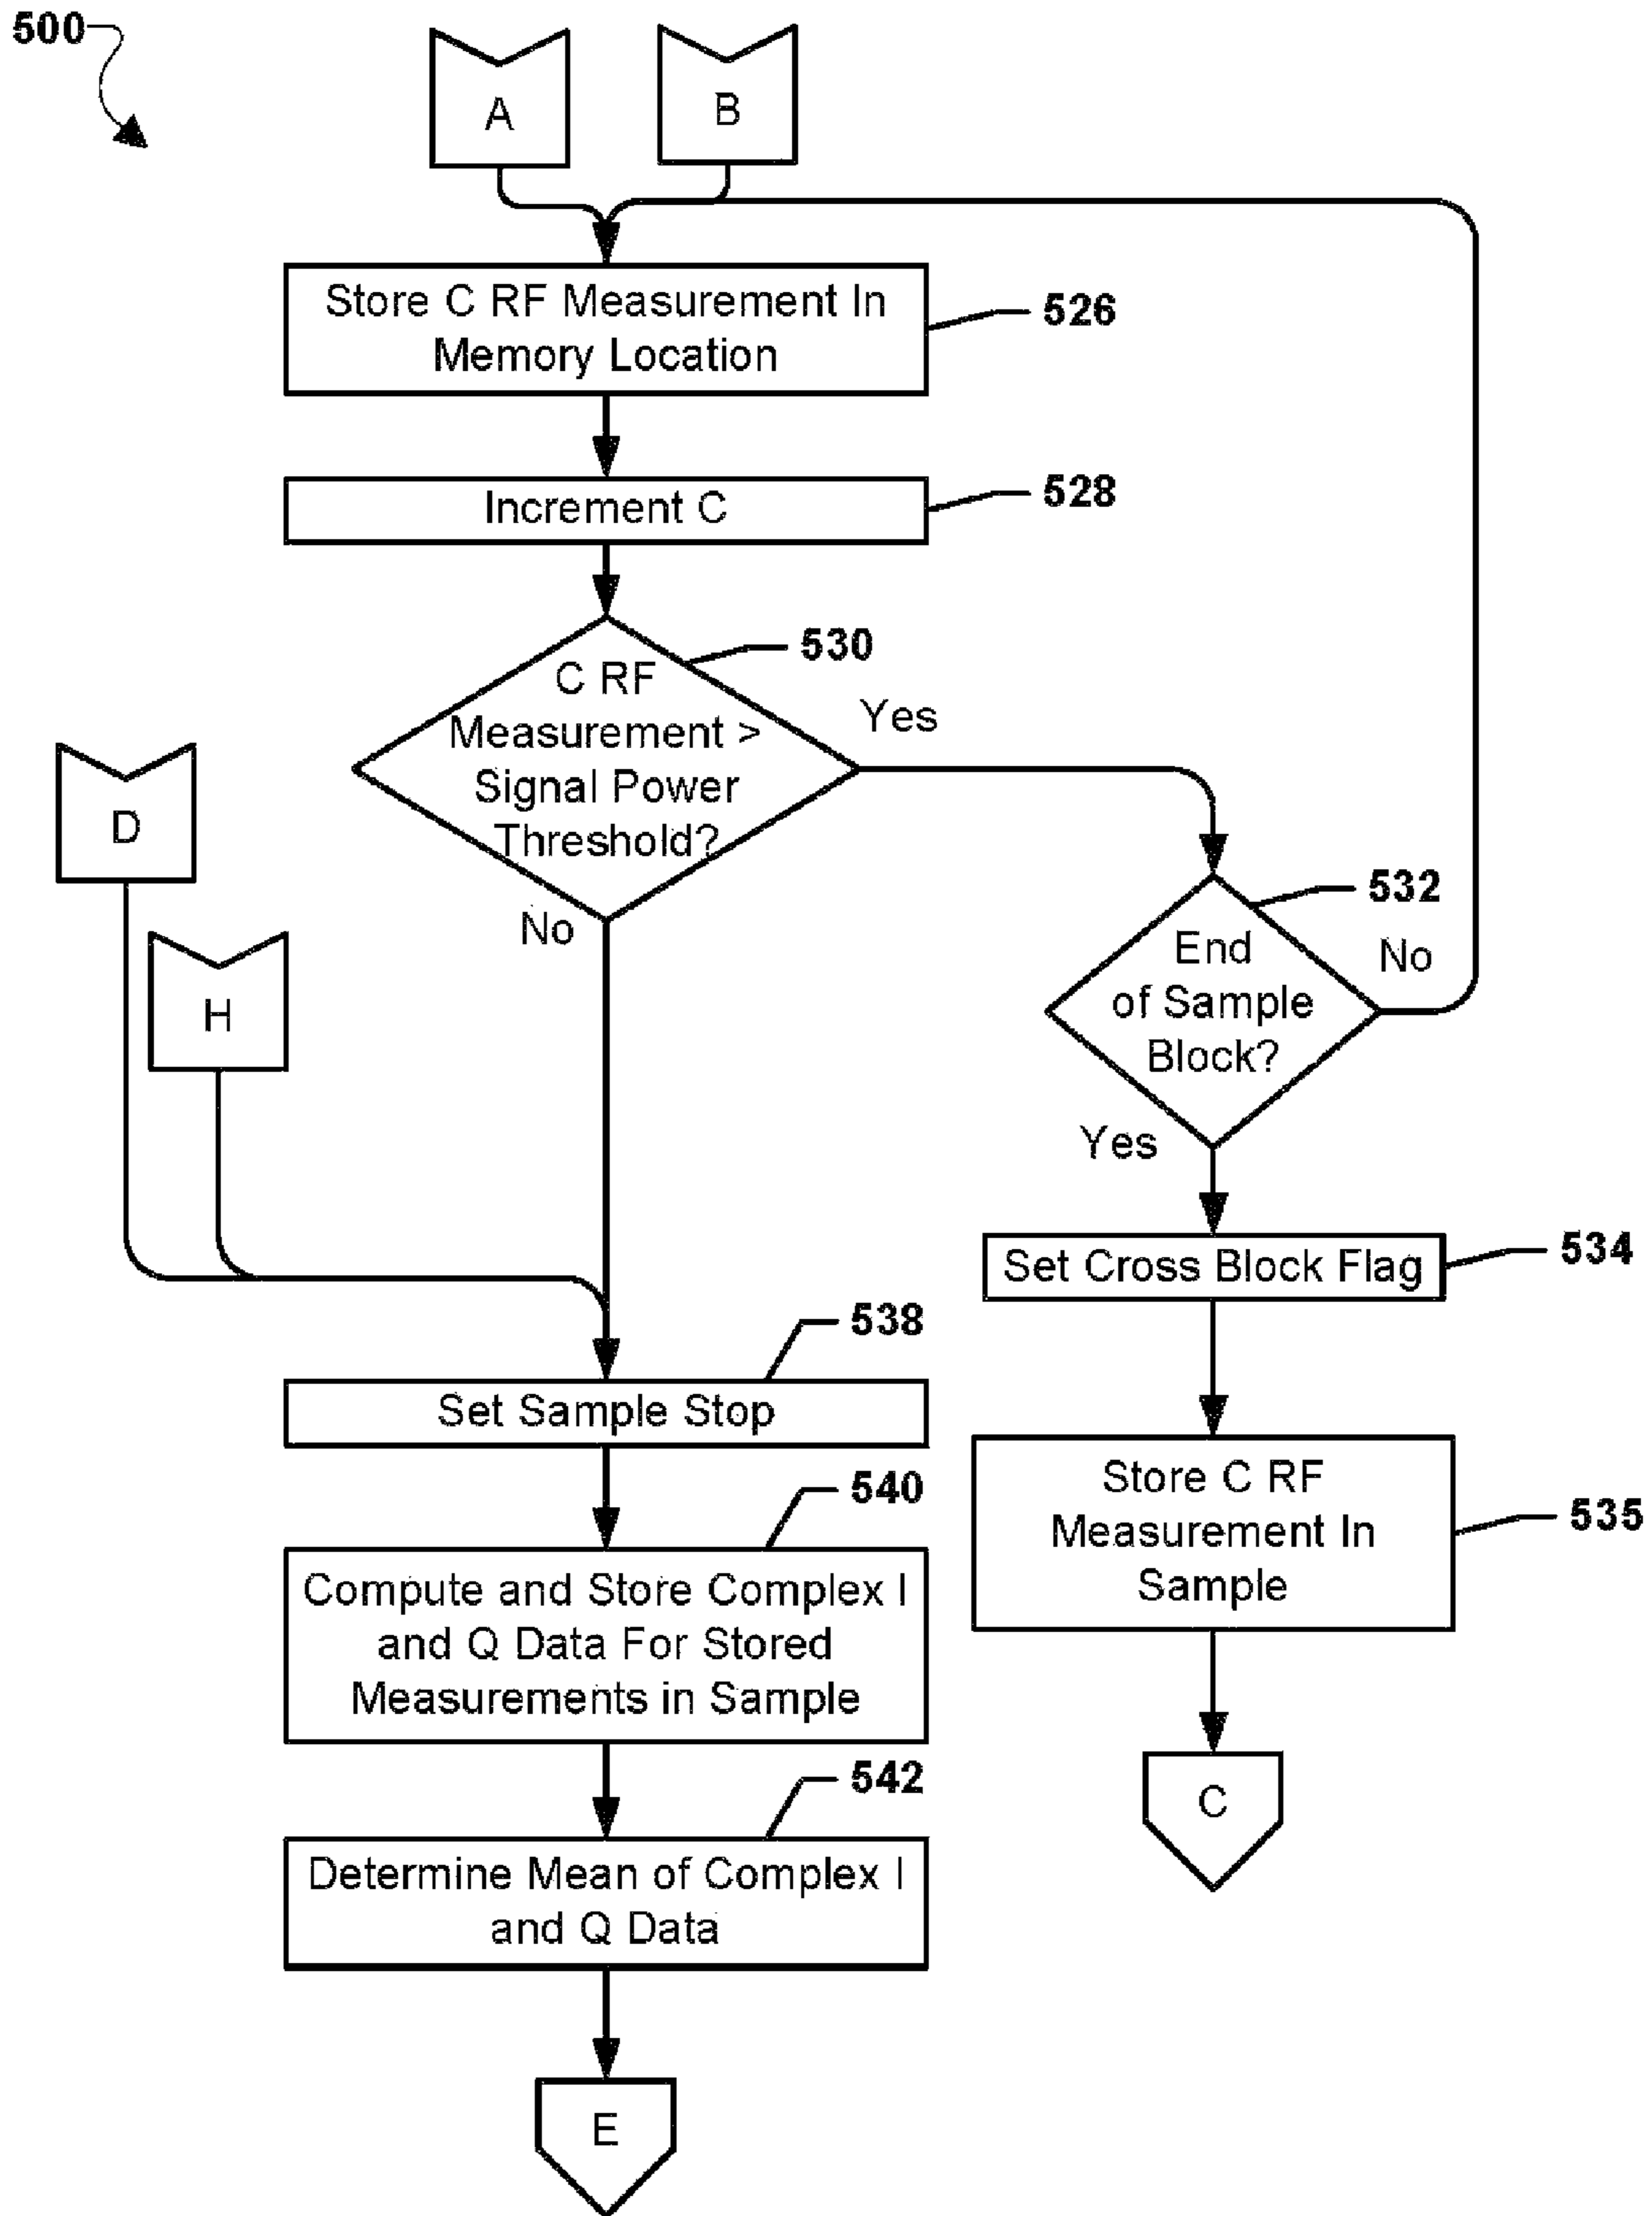 500
A
B
Store C RF Measurement In
Memory Location
526
Increment C
528
C RF
Measurement >
Signal Power
Threshold?
530
Yes
No
D
H
End
of Sample
Block?
532
No
Yes
Set Cross Block Flag
534
Set Sample Stop
538
Store C RF
Measurement In
Sample
535
Compute and Store Complex I
and Q Data For Stored
Measurements in Sample
540
C
Determine Mean of Complex I
and Q Data
542
E